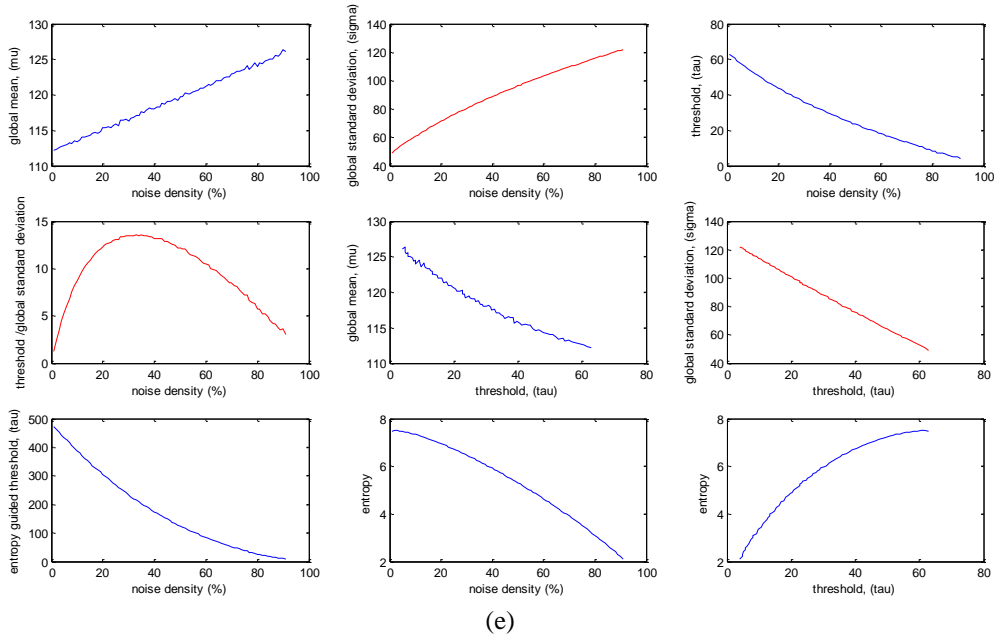 130
125
120
115
110
0 20 40 60 80 100
global mean, (mu)
noise density (%)
140
120
100
80
60
40
0 20 40 60 80 100
global standard deviation, (sigma)
noise density (%)
80
60
40
20
0
0 20 40 60 80 100
threshold, (tau)
noise density (%)
15
10
5
0
0 20 40 60 80 100
threshold /global standard deviation
noise density (%)
130
125
120
115
110
0 20 40 60 80
global mean, (mu)
threshold, (tau)
140
120
100
80
60
40
0 20 40 60 80
global standard deviation, (sigma)
threshold, (tau)
500
400
300
200
100
0
0 20 40 60 80 100
entropy guided threshold, (tau)
noise density (%)
8
6
4
2
0 20 40 60 80 100
entropy
noise density (%)
8
6
4
2
0 20 40 60 80
entropy
threshold, (tau)
(e)